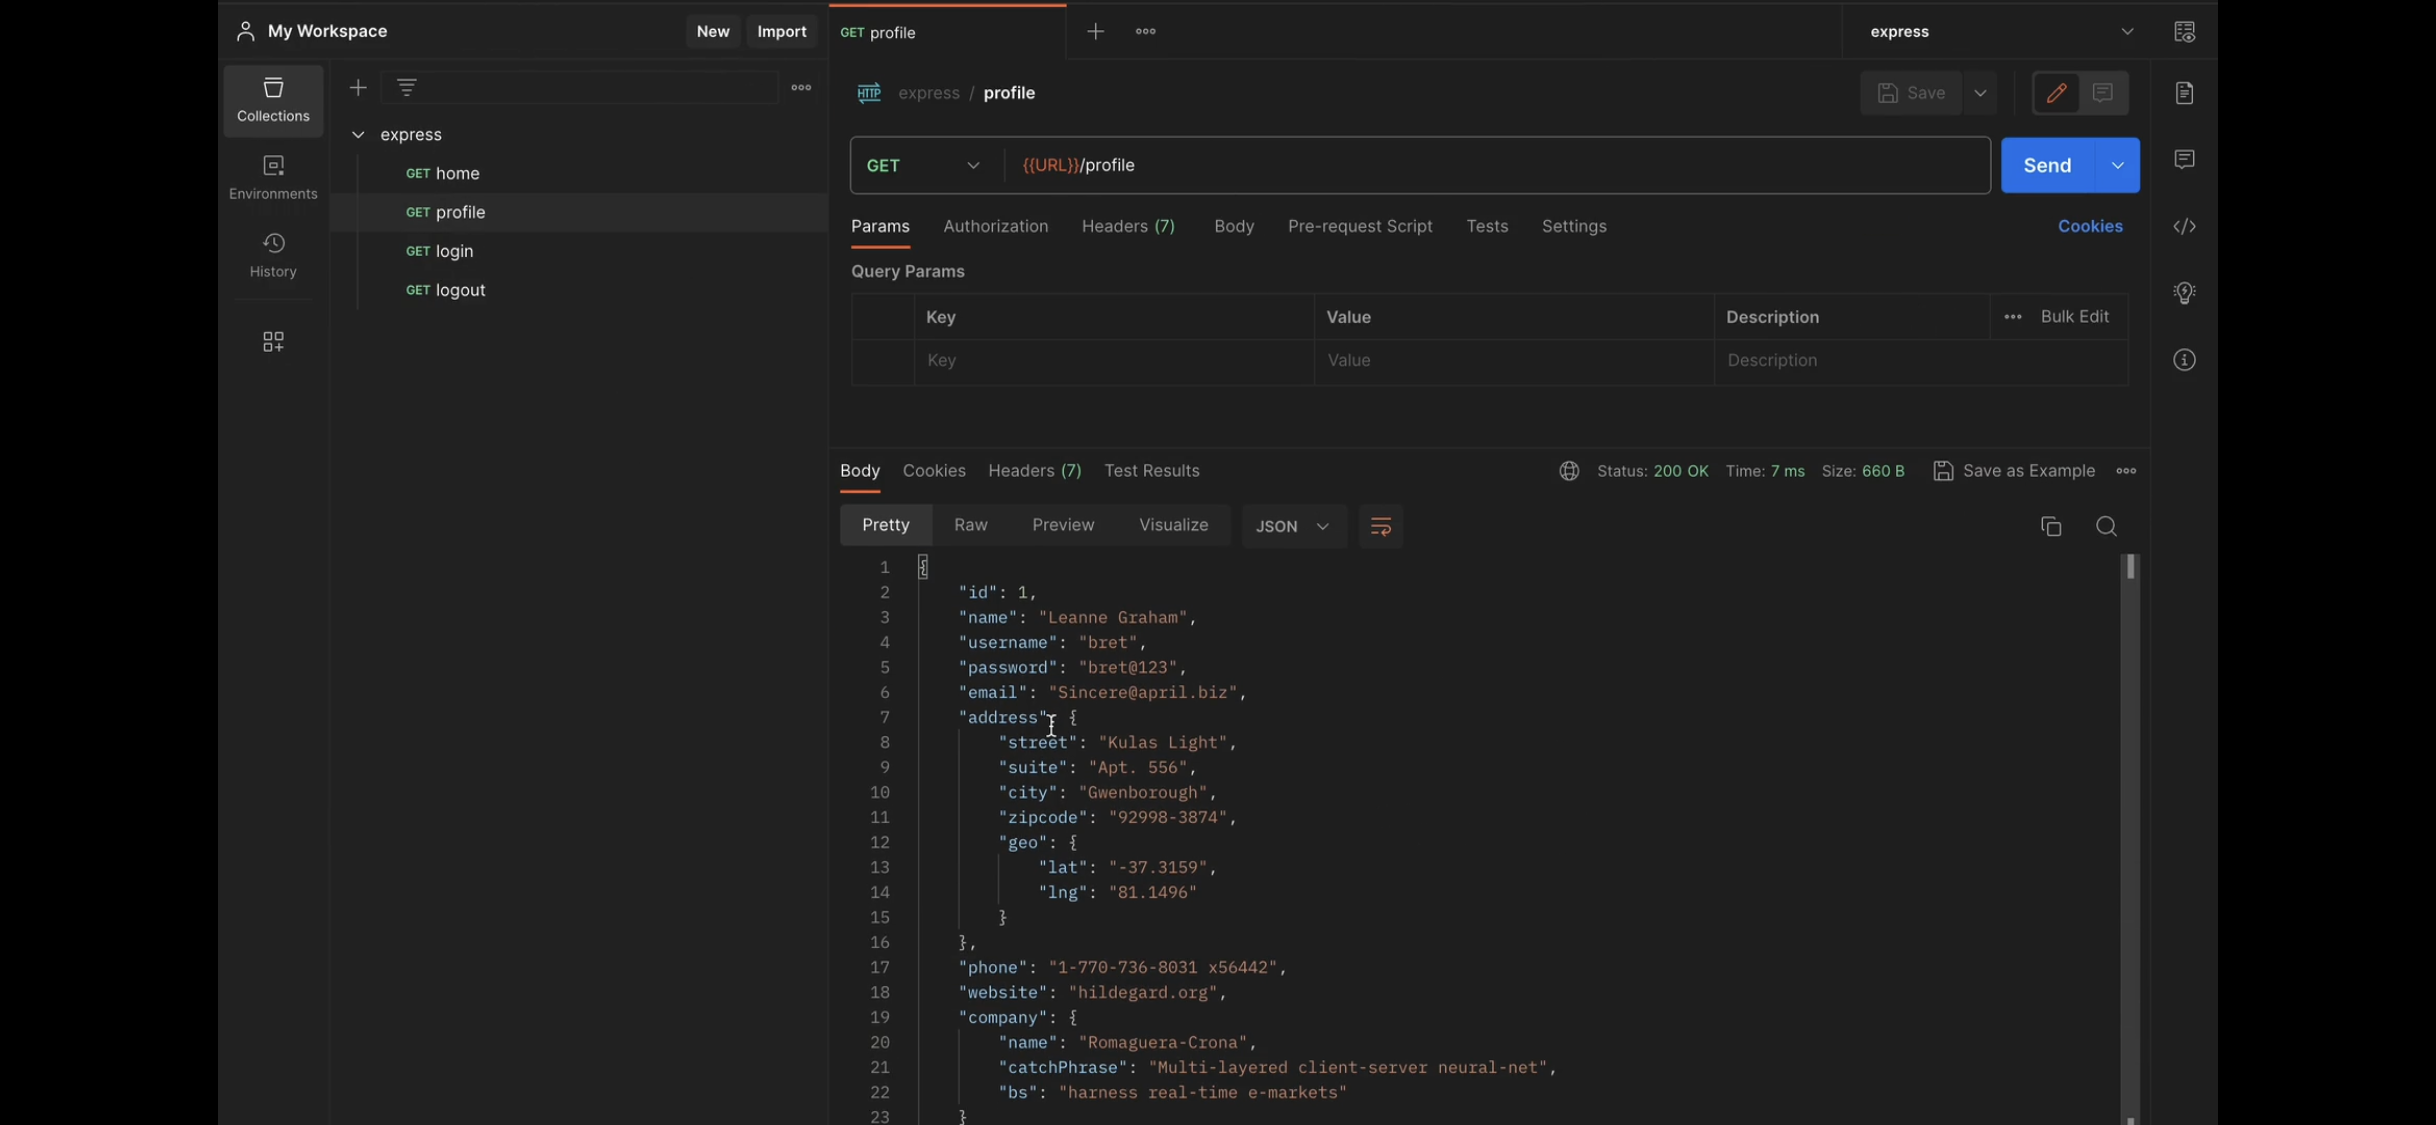 My Workspace
New
Import
GET profile
express
Collections
Environments
History
express
GET home
GET profile
GET login
GET logout
HTTP express / profile
Save
GET
{{URL}}/profile
Send
Params
Authorization
Headers (7)
Body
Pre-request Script
Tests
Settings
Cookies
Query Params
Key
Value
Description
Bulk Edit
Key
Value
Description
Body
Cookies
Headers (7)
Test Results
Status: 200 OK
Time: 7 ms
Size: 660 B
Save as Example
Pretty
Raw
Preview
Visualize
JSON
1 {
2 "id": 1,
3 "name": "Leanne Graham",
4 "username": "bret",
5 "password": "bret@123",
6 "email": "Sincere@april.biz",
7 "address": {
8 "street": "Kulas Light",
9 "suite": "Apt. 556",
10 "city": "Gwenborough",
11 "zipcode": "92998-3874",
12 "geo": {
13 "lat": "-37.3159",
14 "lng": "81.1496"
15 }
16 },
17 "phone": "1-770-736-8031 x56442",
18 "website": "hildegard.org",
19 "company": {
20 "name": "Romaguera-Crona",
21 "catchPhrase": "Multi-layered client-server neural-net",
22 "bs": "harness real-time e-markets"
23 }